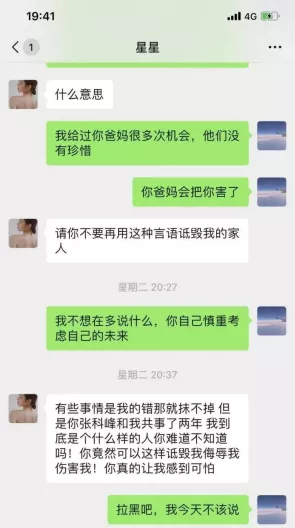 19:41
4G
1
星星
什么意思
我给过你爸妈很多次机会，他们没
有珍惜
你爸妈会把你害了
请你不要再用这种言语诋毁我的家
人
星期二 20:27
我不想在多说什么，你自己慎重考
虑自己的未来
星期二 20:37
有些事情是我的错那就抹不掉 但
是你张科峰和我共事了两年 我到
底是个什么样的人你难道不知道
吗！你竟然可以这样诋毁我侮辱我
伤害我！你真的让我感到可怕
拉黑吧，我今天不该说